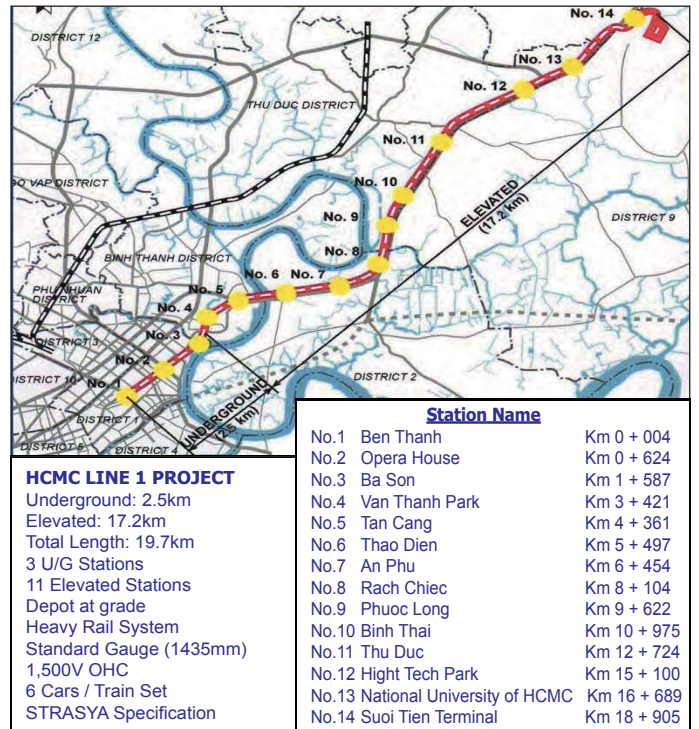 No. 14
DISTRICT 12
No. 13
No. 12
THU DUC DISTRICT
No. 11
VAP DISTRICT
No. 10
ELEVATED
(17.2 km)
No. 9
DISTRICT 9
BINH THANH DISTRICT
No. 8
No. 6
No. 7
PHU NHUAN
DISTRICT
No. 5
No. 4
DISTRICT 3
No. 3
No. 2
ISTRICT 10
No. 1
DISTRICT 2
UNDERGROUND
(2.5 km)
DISTRICT 1
DISTRICT 5
DISTRICT 4
HCMC LINE 1 PROJECT
Underground: 2.5km
Elevated: 17.2km
Total Length: 19.7km
3 U/G Stations
11 Elevated Stations
Depot at grade
Heavy Rail System
Standard Gauge (1435mm)
1,500V OHC
6 Cars / Train Set
STRASYA Specification
Station Name
No.1 Ben Thanh Km 0 + 004
No.2 Opera House Km 0 + 624
No.3 Ba Son Km 1 + 587
No.4 Van Thanh Park Km 3 + 421
No.5 Tan Cang Km 4 + 361
No.6 Thao Dien Km 5 + 497
No.7 An Phu Km 6 + 454
No.8 Rach Chiec Km 8 + 104
No.9 Phuoc Long Km 9 + 622
No.10 Binh Thai Km 10 + 975
No.11 Thu Duc Km 12 + 724
No.12 Hight Tech Park Km 15 + 100
No.13 National University of HCMC Km 16 + 689
No.14 Suoi Tien Terminal Km 18 + 905